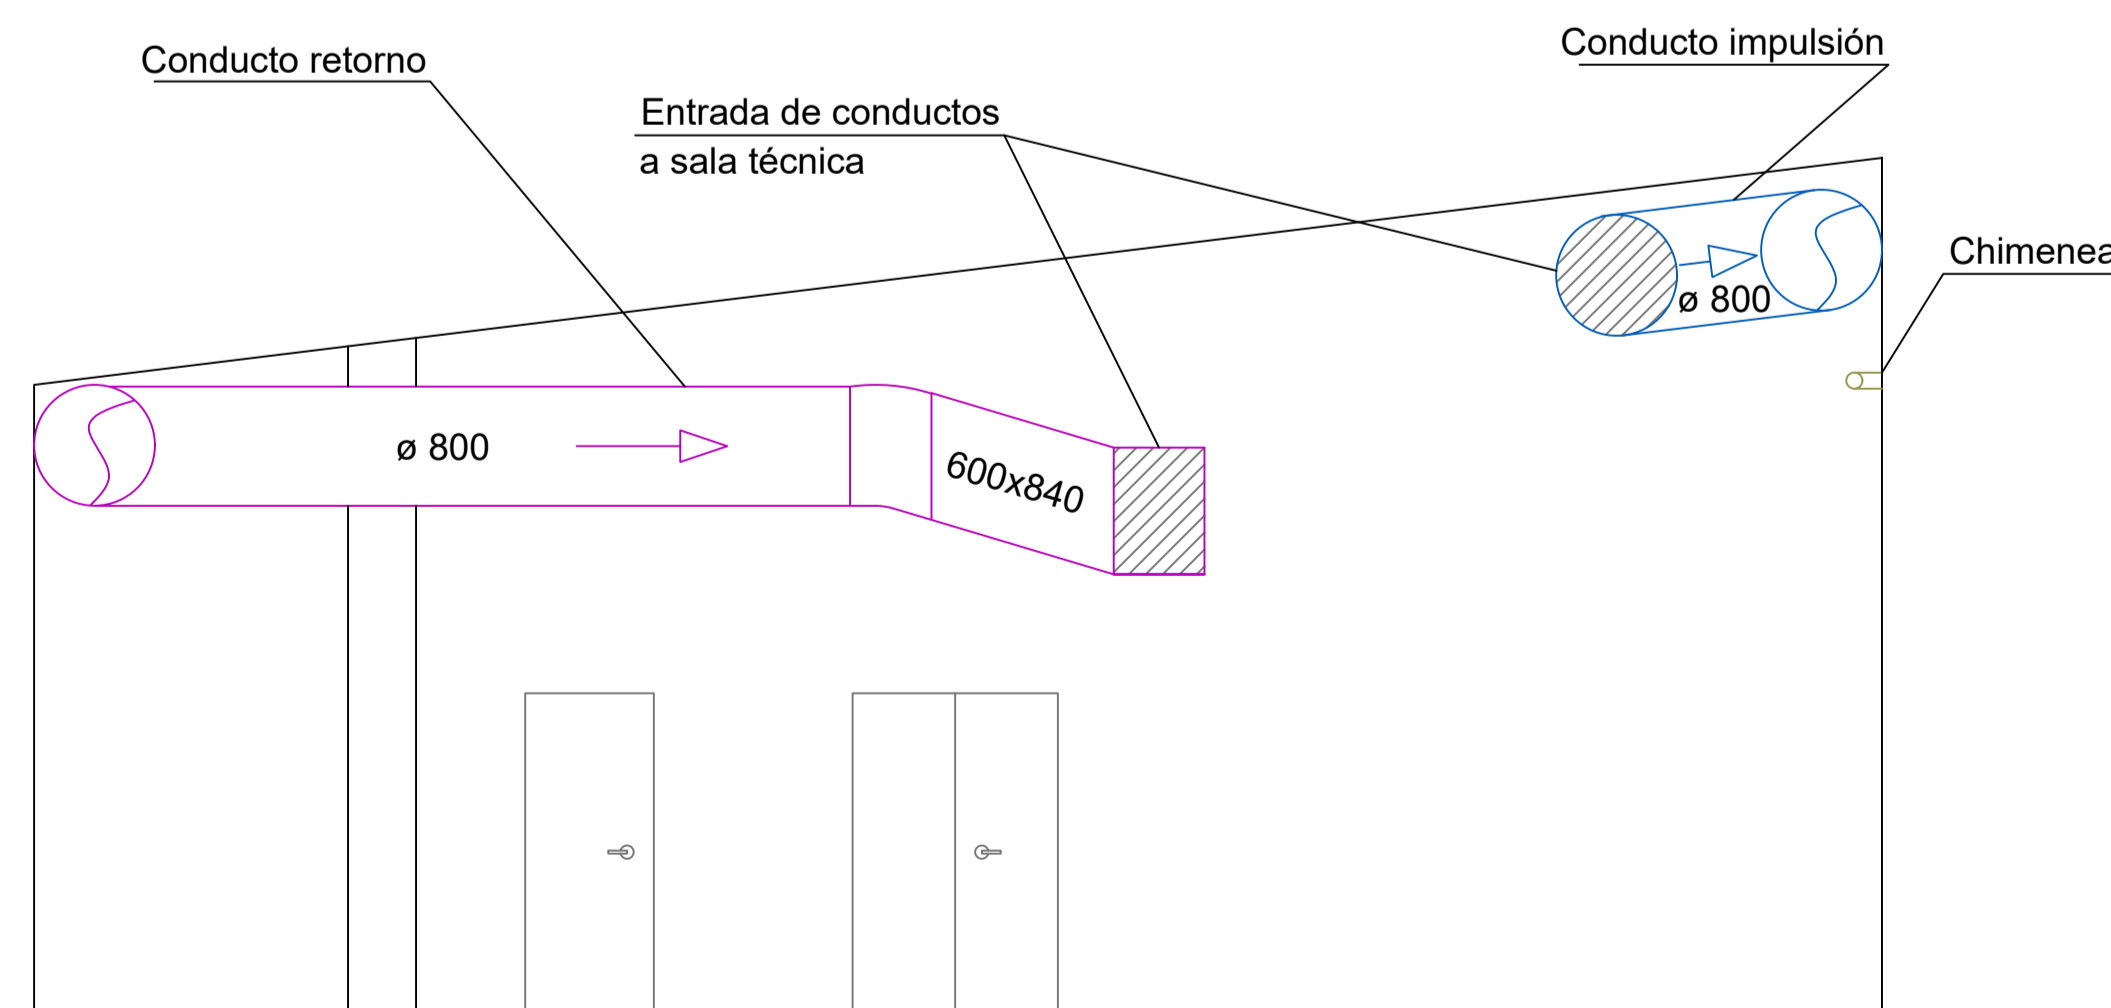 Conducto impulsión
Conducto retorno
Entrada de conductos
a sala técnica
Chimenea
ø 800
ø 800
600x840